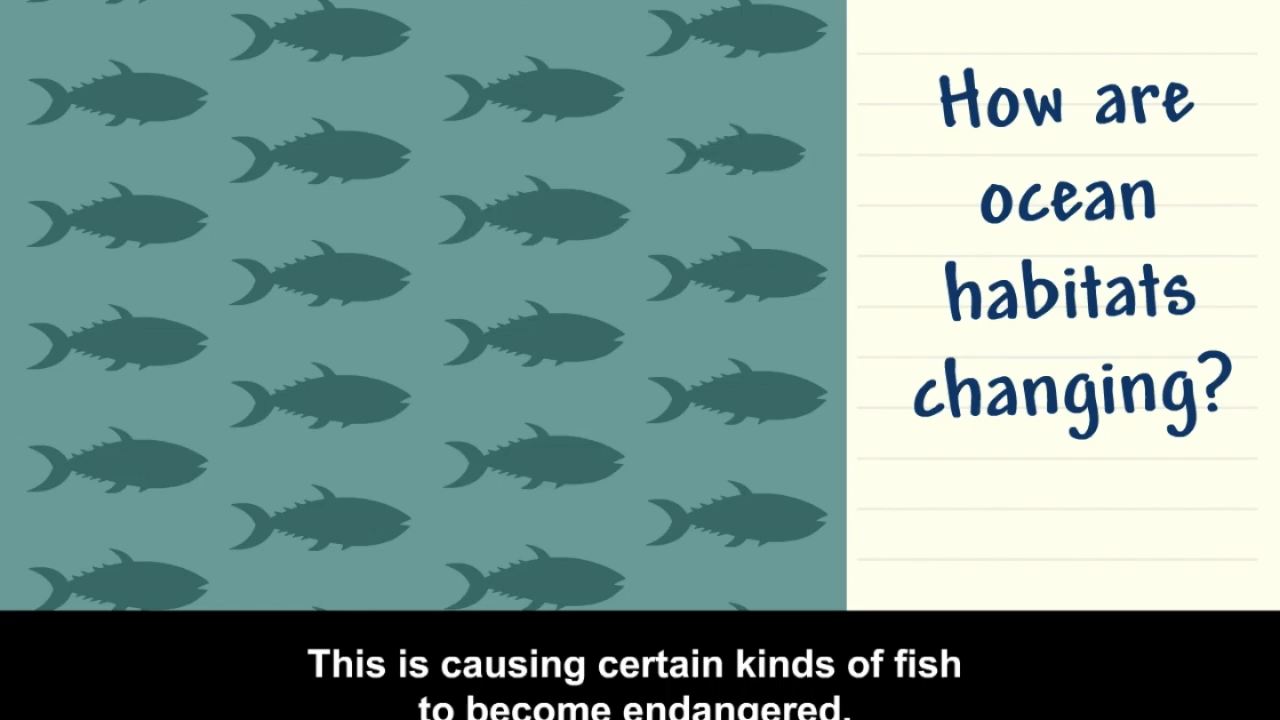 How are
ocean
habitats
changing?
This is causing certain kinds of fish
to become endangered.